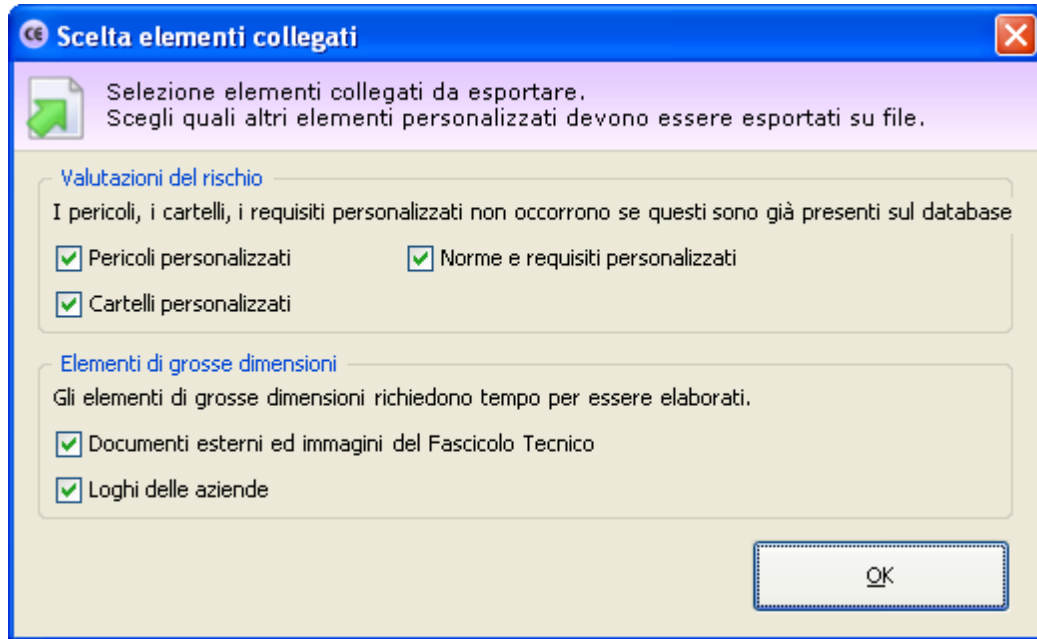 CE Scelta elementi collegati
Selezione elementi collegati da esportare.
Scegli quali altri elementi personalizzati devono essere esportati su file.
Valutazioni del rischio
I pericoli, i cartelli, i requisiti personalizzati non occorrono se questi sono già presenti sul database
Pericoli personalizzati Norme e requisiti personalizzati
Cartelli personalizzati
Elementi di grosse dimensioni
Gli elementi di grosse dimensioni richiedono tempo per essere elaborati.
Documenti esterni ed immagini del Fascicolo Tecnico
Loghi delle aziende
OK